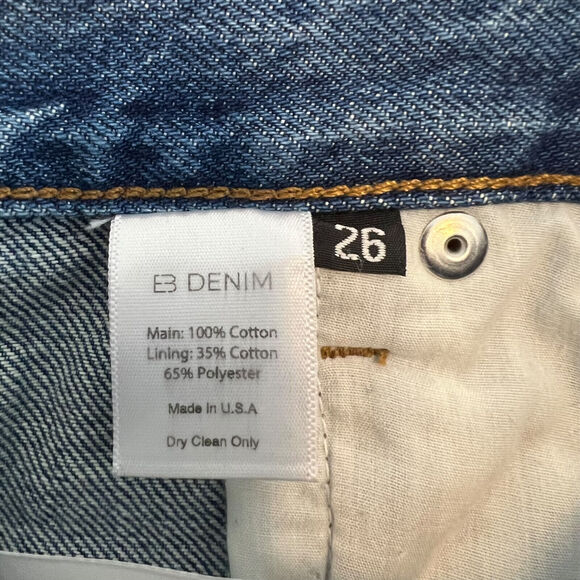 EB DENIM
26
Main: 100% Cotton
Lining: 35% Cotton
65% Polyester
Made in U.S.A
Dry Clean Only